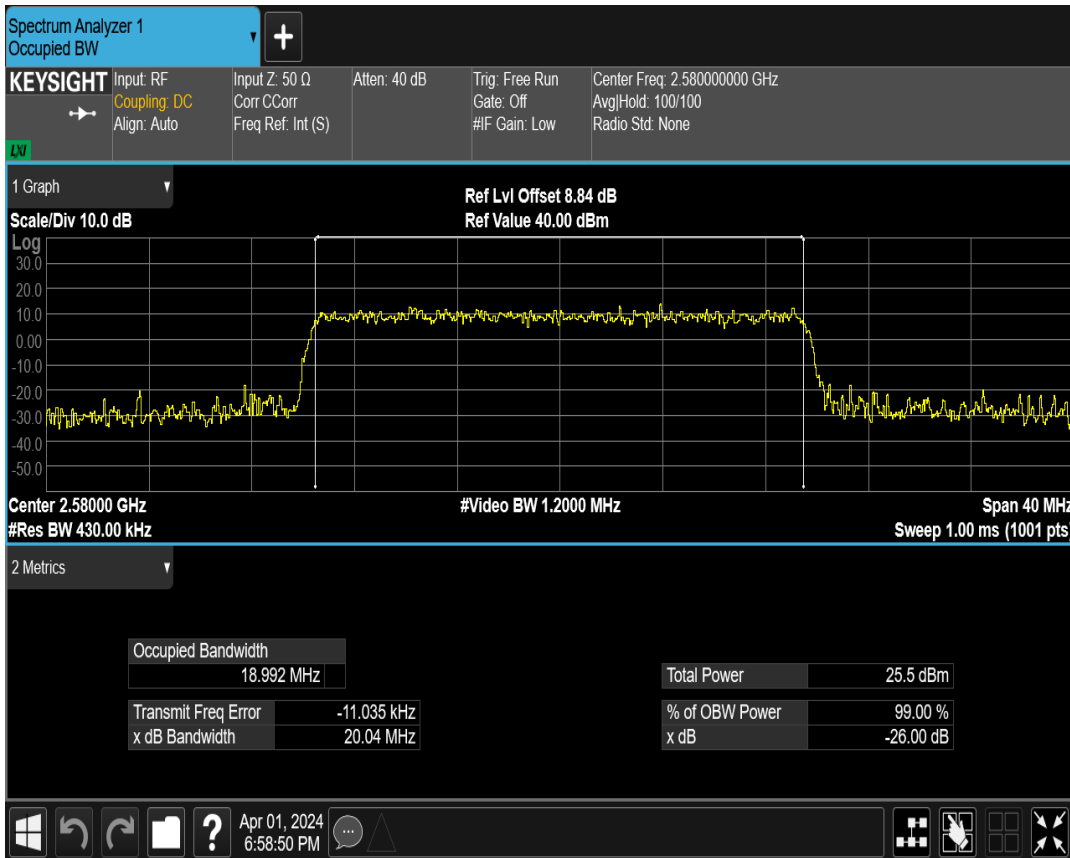 Spectrum Analyzer 1
Occupied BW
KEYSIGHT
LXI
Input: RF
Coupling: DC
Align: Auto
Input Z: 50 Ω
Corr CCorr
Freq Ref: Int (S)
Atten: 40 dB
Trig: Free Run
Gate: Off
#IF Gain: Low
Center Freq: 2.580000000 GHz
Avg|Hold: 100/100
Radio Std: None
1 Graph
Ref Lvl Offset 8.84 dB
Scale/Div 10.0 dB
Ref Value 40.00 dBm
Log
30.0
20.0
10.0
0.00
-10.0
-20.0
-30.0
-40.0
-50.0
Center 2.58000 GHz
#Video BW 1.2000 MHz
Span 40 MHz
#Res BW 430.00 kHz
Sweep 1.00 ms (1001 pts)
2 Metrics
Occupied Bandwidth
18.992 MHz
Total Power 25.5 dBm
Transmit Freq Error -11.035 kHz
% of OBW Power 99.00 %
x dB Bandwidth 20.04 MHz
x dB -26.00 dB
?
Apr 01, 2024
6:58:50 PM